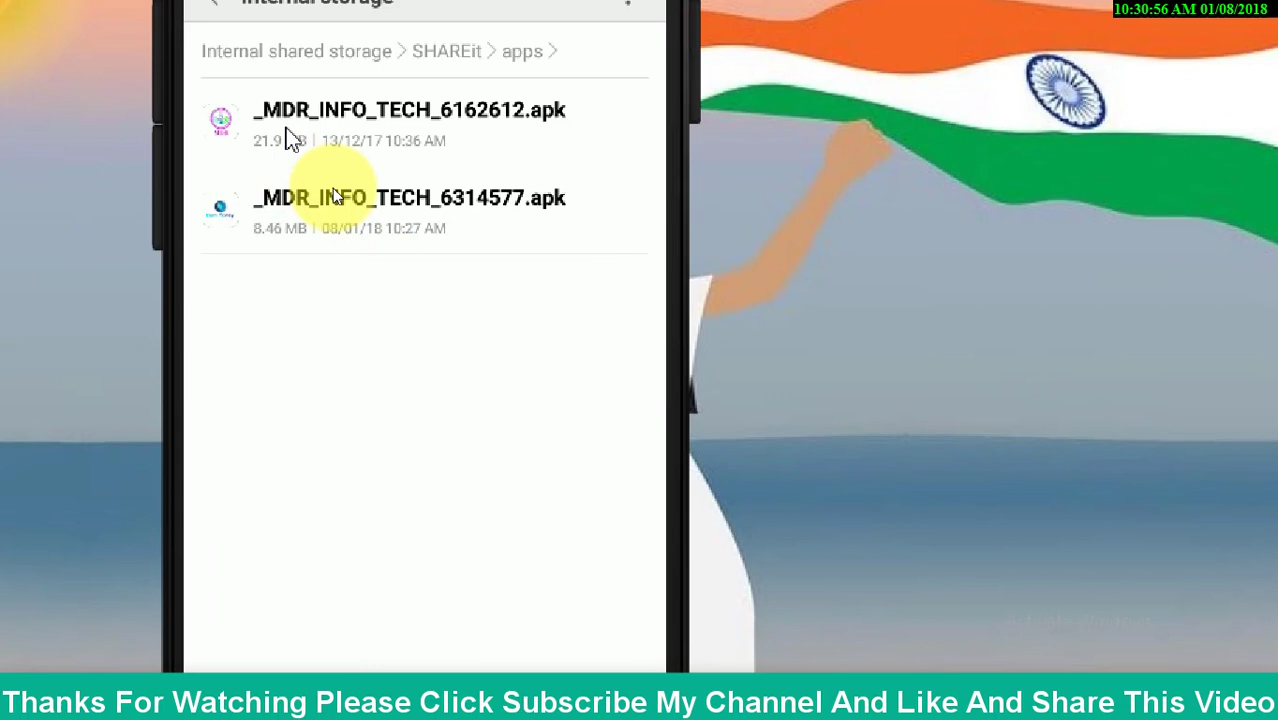 10:30:56 AM 01/08/2018
Internal storage
Internal shared storage > SHAREit > apps >
_MDR_INFO_TECH_6162612.apk
13/12/17 10:36 AM
_MDR_INFO_TECH_6314577.apk
8.46 MB | 08/01/18 10:27 AM
Thanks For Watching Please Click Subscribe My Channel And Like And Share This Video